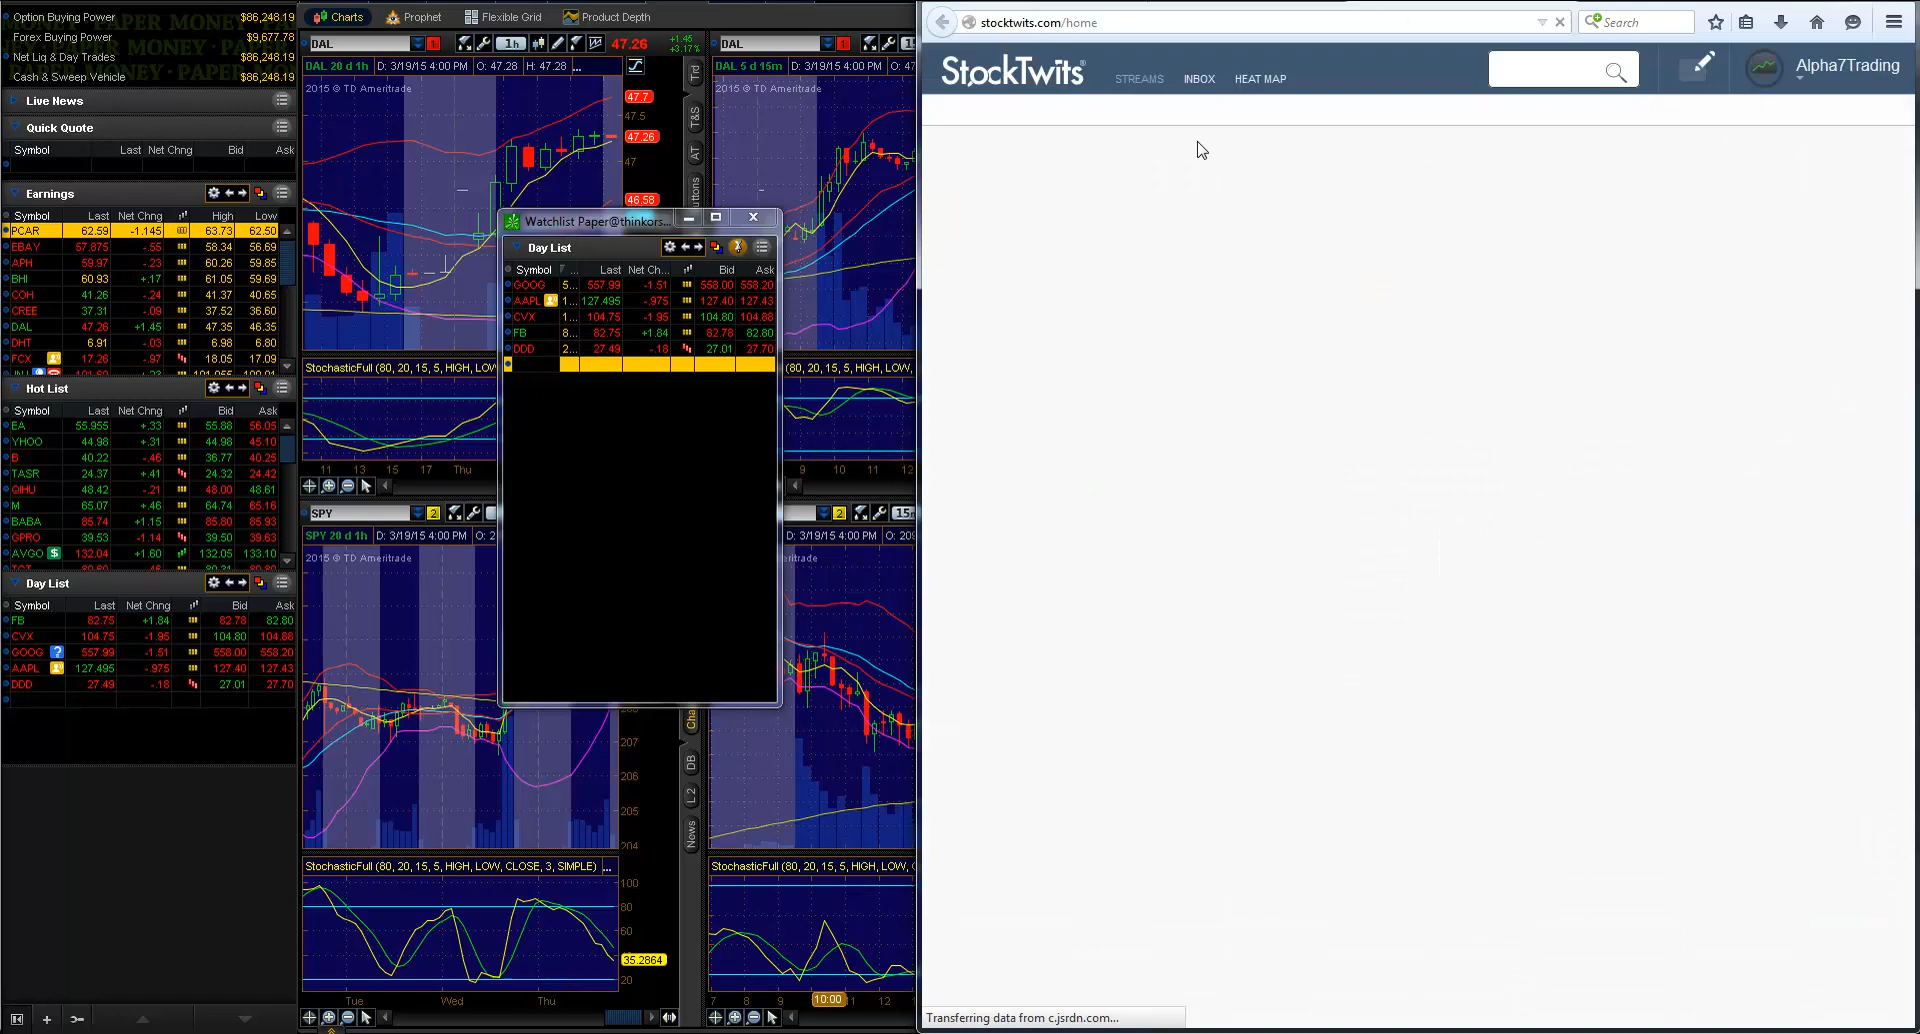 Option Buying Power $86,248.19
Forex Buying Power $9,677.78
Net Liq & Day Trades $86,248.19
Cash & Sweep Vehicle $86,248.19
Live News
Quick Quote
Symbol Last Net Chng Bid Ask
Earnings
Symbol Last Net Chng High Low
PCAR 62.59 -1.145 63.73 62.50
EBAY 57.875 -.55 58.34 56.69
APH 59.97 -.23 60.26 59.85
BHI 60.93 +.17 61.05 59.69
COH 41.26 -.24 41.37 40.65
CREE 37.31 -.09 37.52 36.60
DAL 47.26 +1.45 47.35 46.35
DHT 6.91 -.03 6.98 6.80
FCX 17.26 -.97 18.05 17.09
Hot List
Symbol Last Net Chng Bid Ask
EA 55.955 +.33 55.88 56.05
YHOO 44.98 +.31 44.98 45.10
B 40.22 -.46 36.77 40.25
TASR 24.37 +.41 24.32 24.42
QIHU 48.42 -.21 48.00 48.61
M 65.07 +.46 64.74 65.16
BABA 85.74 +1.15 85.80 85.93
GPRO 39.53 -1.14 39.50 39.63
AVGO $ 132.04 +1.60 132.05 133.10
Day List
Symbol Last Net Chng Bid Ask
FB 82.75 +1.84 82.78 82.80
CVX 104.75 -1.95 104.80 104.88
GOOG ? 557.99 -1.51 558.00 558.20
AAPL 127.495 -.975 127.40 127.43
DDD 27.49 -.18 27.01 27.70
Charts Prophet Flexible Grid Product Depth
DAL 1 1h 47.26 +1.45 +3.17%
DAL 20 d 1h D: 3/19/15 4:00 PM O: 47.28 H: 47.28 ...
2015 © TD Ameritrade
47.7
47.5
47.26
47
46.58
Trd
T&S
AT
uttons
StochasticFull (80, 20, 15, 5, HIGH, LOW
11 13 15 17 Thu
DAL 1
DAL 5 d 15m D: 3/19/15 4:00 PM O: 47
2015 © TD Ameritrade
(80, 20, 15, 5, HIGH, LOW,
9 10 11 12
Watchlist Paper@thinkors...
Day List
Symbol ... Last Net Ch... Bid Ask
GOOG 5... 557.99 -1.51 558.00 558.20
AAPL 1... 127.495 -.975 127.40 127.43
CVX 1... 104.75 -1.95 104.80 104.88
FB 8... 82.75 +1.84 82.78 82.80
DDD 2... 27.49 -.18 27.01 27.70
SPY 2
SPY 20 d 1h D: 3/19/15 4:00 PM O: 2
2015 © TD Ameritrade
207
206
205
204
Cha
DB
L 2
News
StochasticFull (80, 20, 15, 5, HIGH, LOW, CLOSE, 3, SIMPLE) ...
100
80
60
35.2864
20
Tue Wed Thu
2 15m
D: 3/19/15 4:00 PM O: 209
meritrade
StochasticFull (80, 20, 15, 5, HIGH, LOW, C
7 8 9 10:00 11 12
stocktwits.com/home
Search
StockTwits
STREAMS INBOX HEAT MAP
Alpha7Trading
Transferring data from c.jsrdn.com...